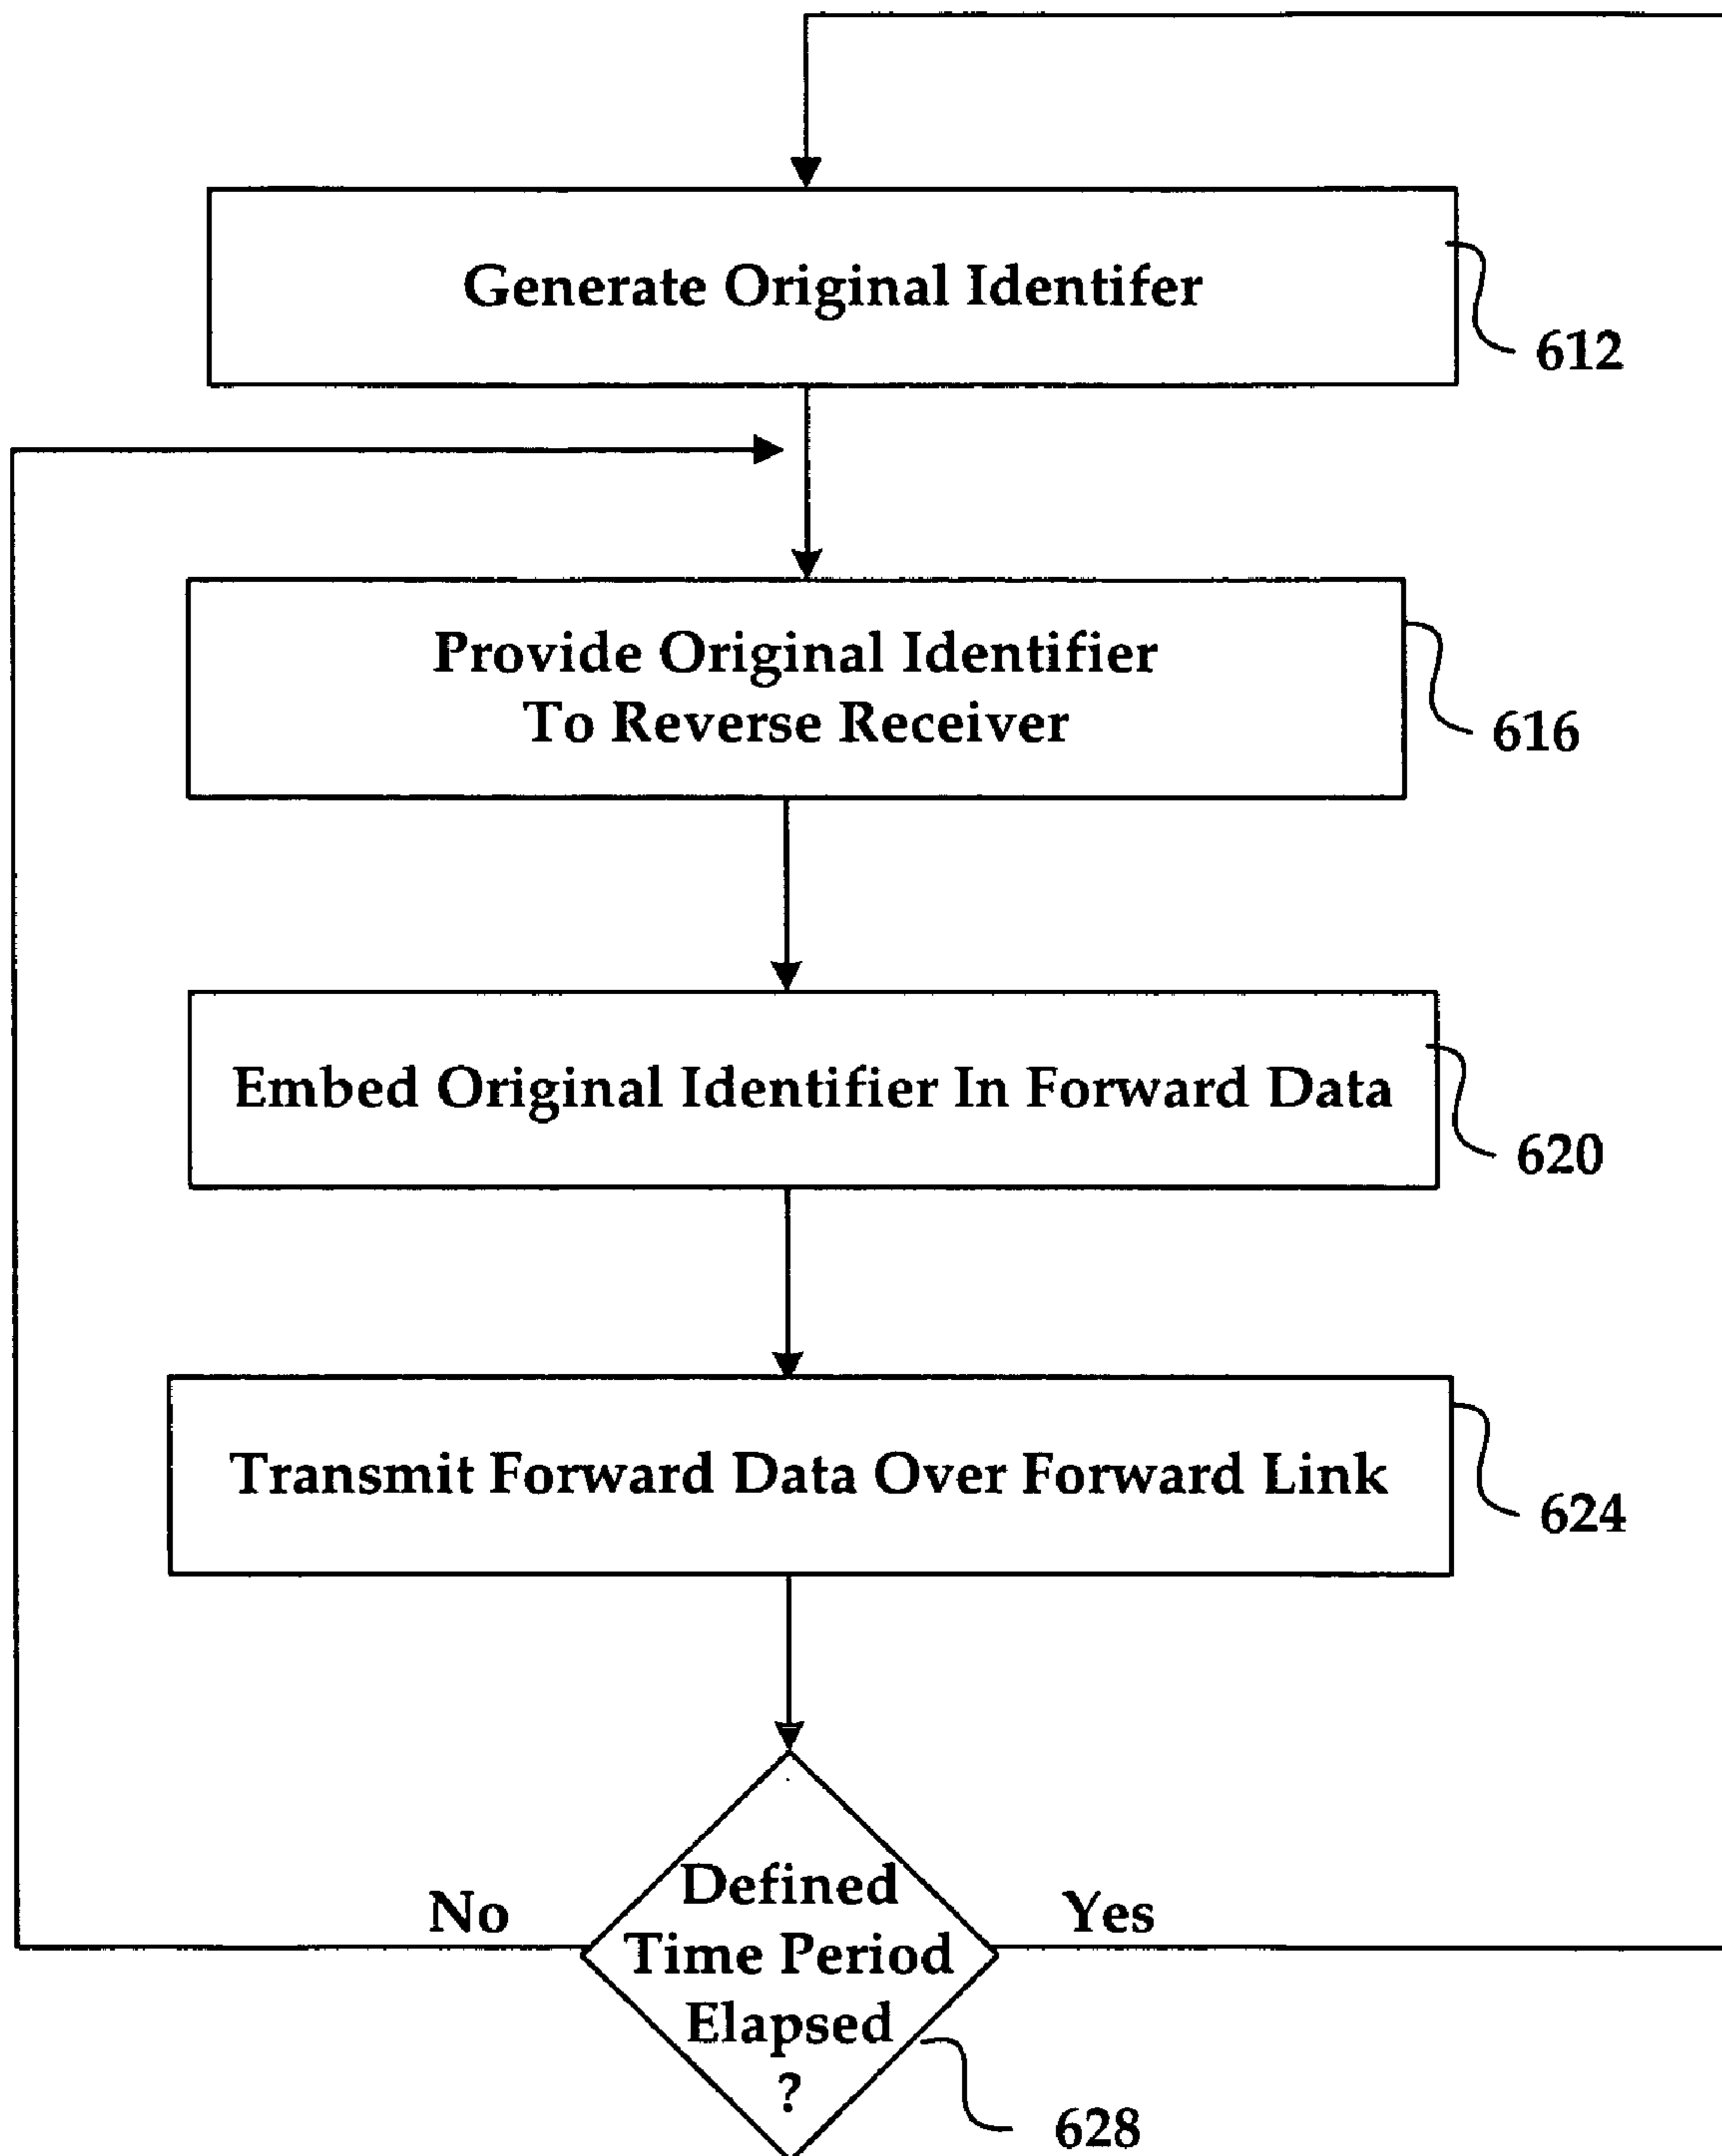 Generate Original Identifer
612
Provide Original Identifier
To Reverse Receiver
616
Embed Original Identifier In Forward Data
620
Transmit Forward Data Over Forward Link
624
No
Yes
Defined
Time Period
Elapsed
?
628